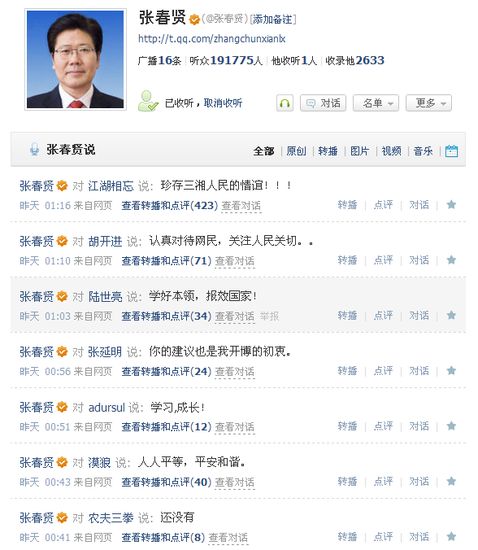 张春贤 (@张春贤) [添加备注]
http://t.qq.com/zhangchunxianlx
广播16条 | 听众191775人 | 他收听1人 | 收录他2633
已收听，取消收听 对话 名单 更多
张春贤说 全部 | 原创 | 转播 | 图片 | 视频 | 音乐 |
张春贤 对 江湖相忘 说: 珍存三湘人民的情谊！！！
昨天 01:16 来自网页 查看转播和点评(423) 查看对话 转播 | 点评 | 对话 |
张春贤 对 胡开进 说: 认真对待网民，关注人民关切。。
昨天 01:10 来自网页 查看转播和点评(71) 查看对话 转播 | 点评 | 对话 |
张春贤 对 陆世亮 说: 学好本领，报效国家！
昨天 01:03 来自网页 查看转播和点评(34) 查看对话 举报 转播 | 点评 | 对话 |
张春贤 对 张延明 说: 你的建议也是我开博的初衷。
昨天 00:56 来自网页 查看转播和点评(24) 查看对话 转播 | 点评 | 对话 |
张春贤 对 adursul 说: 学习,成长！
昨天 00:51 来自网页 查看转播和点评(12) 查看对话 转播 | 点评 | 对话 |
张春贤 对 漠狼 说: 人人平等，平安和谐。
昨天 00:43 来自网页 查看转播和点评(40) 查看对话 转播 | 点评 | 对话 |
张春贤 对 农夫三拳 说: 还没有
昨天 00:41 来自网页 查看转播和点评(8) 查看对话 转播 | 点评 | 对话 |